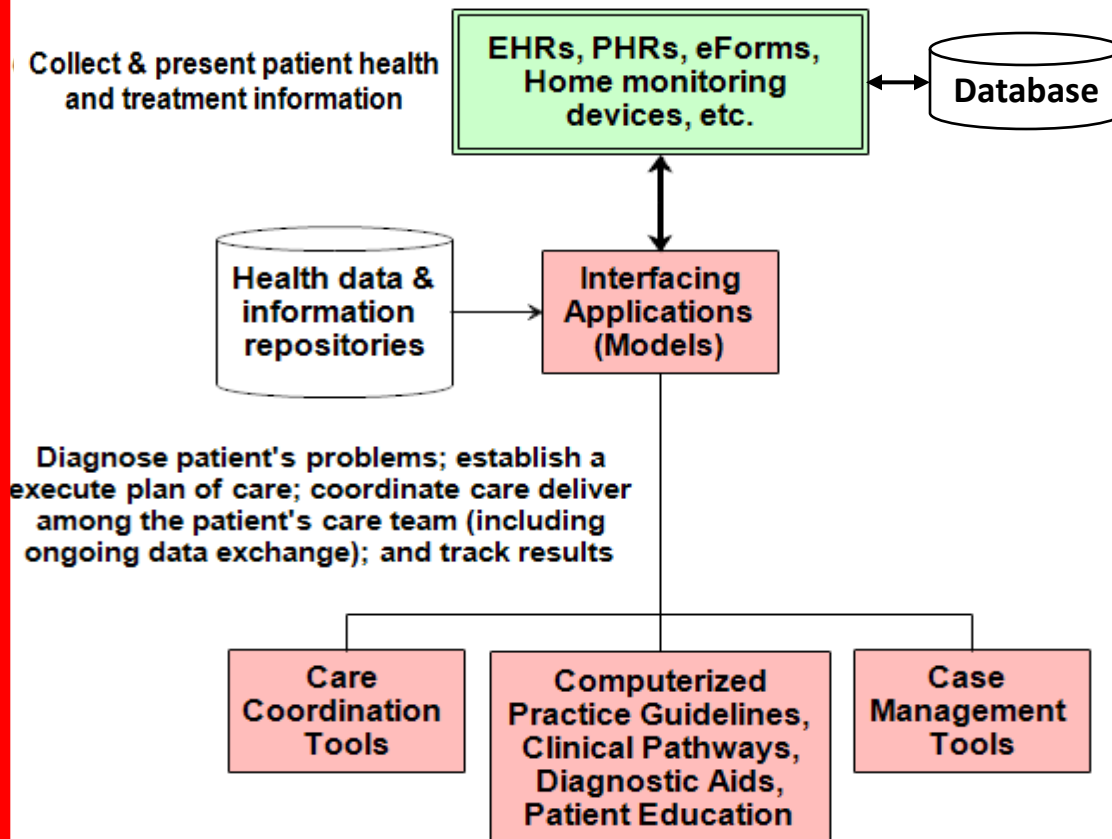 Collect & present patient health
and treatment information
EHRs, PHRs, eForms,
Home monitoring
devices, etc.
Database
Health data &
information
repositories
Interfacing
Applications
(Models)
Diagnose patient's problems; establish a
execute plan of care; coordinate care deliver
among the patient's care team (including
ongoing data exchange); and track results
Care
Coordination
Tools
Computerized
Practice Guidelines,
Clinical Pathways,
Diagnostic Aids,
Patient Education
Case
Management
Tools